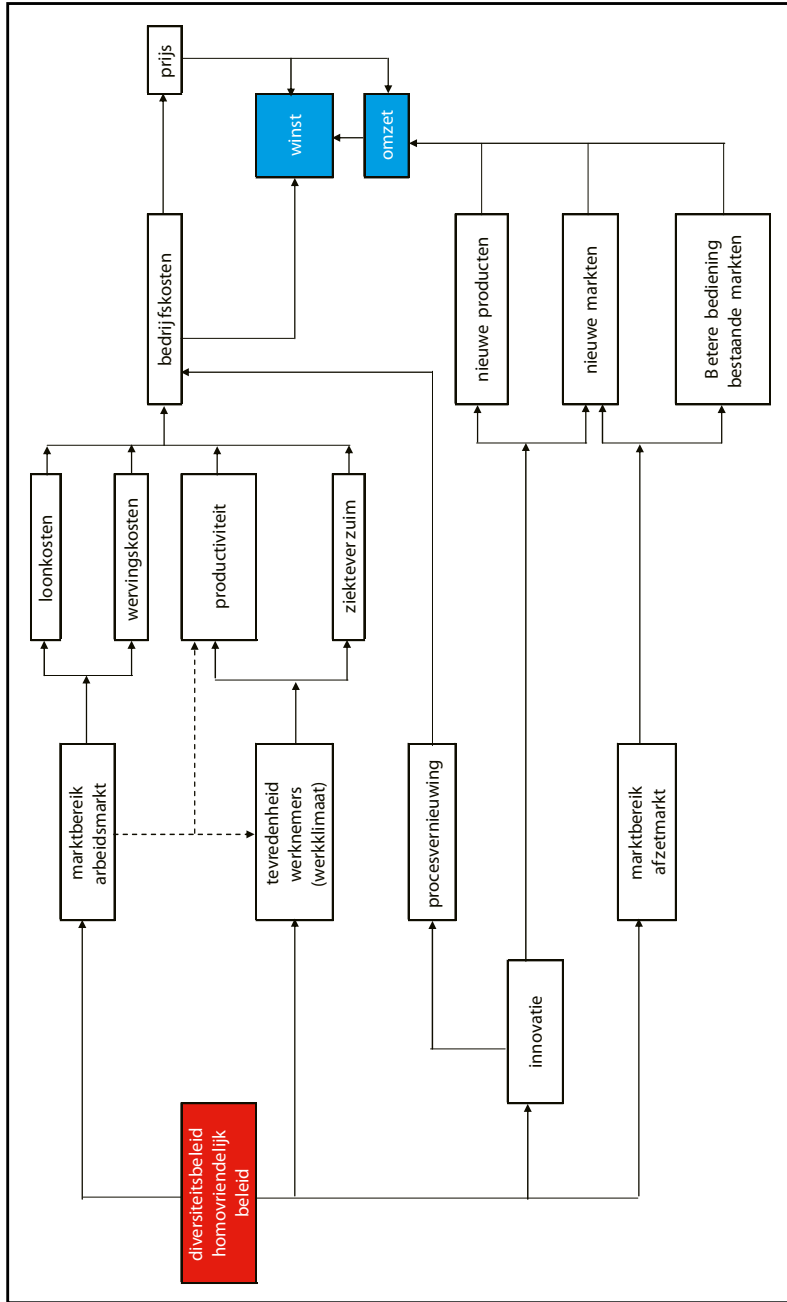 diversiteitsbeleid
homovriendelijk
beleid
marktbereik
arbeidsmarkt
tevredenheid
werknemers
(werkklimaat)
innovatie
procesvernieuwing
marktbereik
afzetmarkt
loonkosten
wervingskosten
productiviteit
ziekteverzuim
bedrijfskosten
nieuwe producten
nieuwe markten
Betere bediening
bestaande markten
prijs
winst
omzet